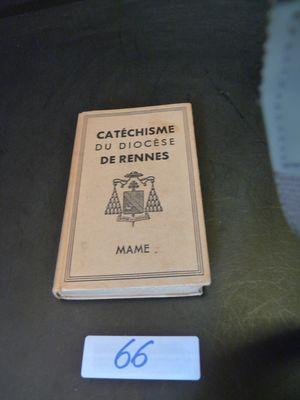 CATÉCHISME
DU DIOCÈSE
DE RENNES
MAME
66